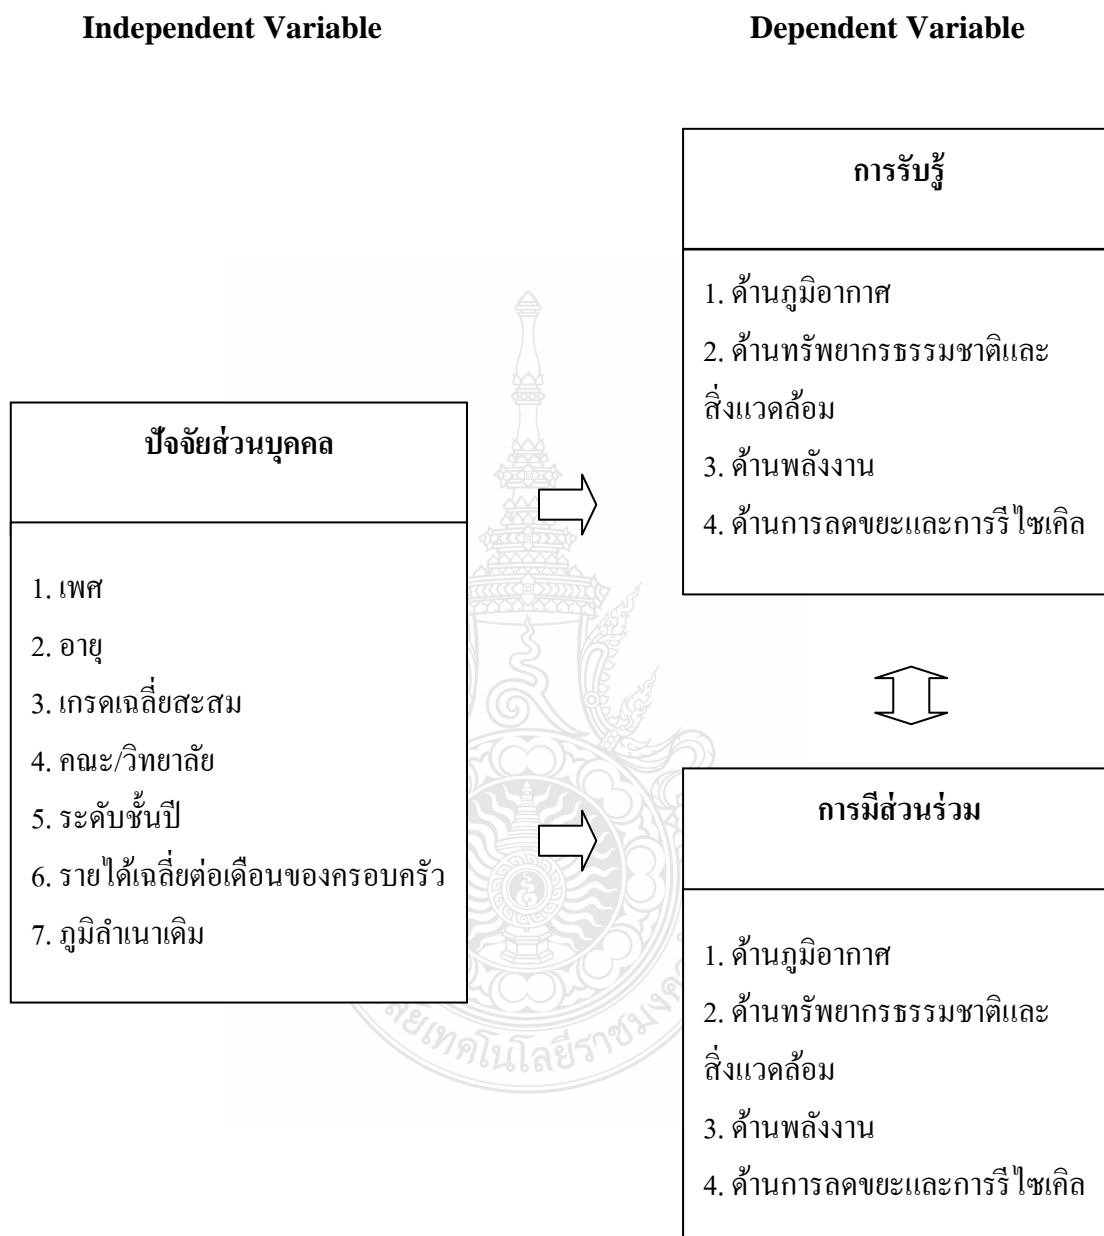 Independent Variable
Dependent Variable
การรับรู้
1. ด้านภูมิอากาศ
2. ด้านทรัพยากรธรรมชาติและ
สิ่งแวดล้อม
3. ด้านพลังงาน
4. ด้านการลดขยะและการรีไซเคิล
ปัจจัยส่วนบุคคล
1. เพศ
2. อายุ
3. เกรดเฉลี่ยสะสม
4. คณะ/วิทยาลัย
5. ระดับชั้นปี
6. รายได้เฉลี่ยต่อเดือนของครอบครัว
7. ภูมิลำเนาเดิม
การมีส่วนร่วม
1. ด้านภูมิอากาศ
2. ด้านทรัพยากรธรรมชาติและ
สิ่งแวดล้อม
3. ด้านพลังงาน
4. ด้านการลดขยะและการรีไซเคิล